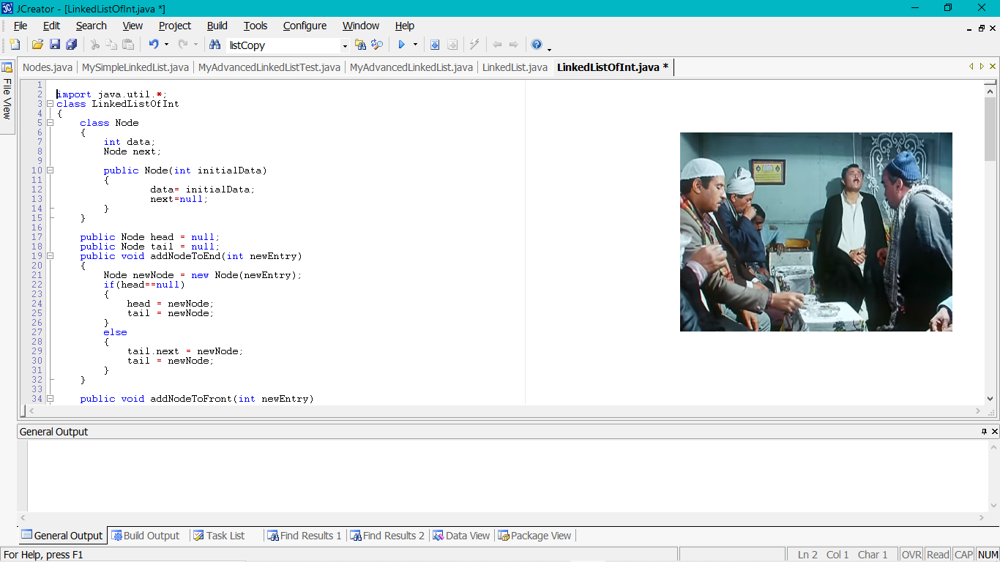 JCreator - [LinkedListOfInt.java *]
File Edit Search View Project Build Tools Configure Window Help
listCopy
Nodes.java MySimpleLinkedList.java MyAdvancedLinkedListTest.java MyAdvancedLinkedList.java LinkedList.java LinkedListOfInt.java *
File View
1
2 import java.util.*;
3 class LinkedListOfInt
4 {
5 class Node
6 {
7 int data;
8 Node next;
9
10 public Node(int initialData)
11 {
12 data= initialData;
13 next=null;
14 }
15 }
16
17 public Node head = null;
18 public Node tail = null;
19 public void addNodeToEnd(int newEntry)
20 {
21 Node newNode = new Node(newEntry);
22 if(head==null)
23 {
24 head = newNode;
25 tail = newNode;
26 }
27 else
28 {
29 tail.next = newNode;
30 tail = newNode;
31 }
32 }
33
34 public void addNodeToFront(int newEntry)
General Output
General Output Build Output Task List Find Results 1 Find Results 2 Data View Package View
For Help, press F1
Ln 2 Col 1 Char 1 OVR Read CAP NUM